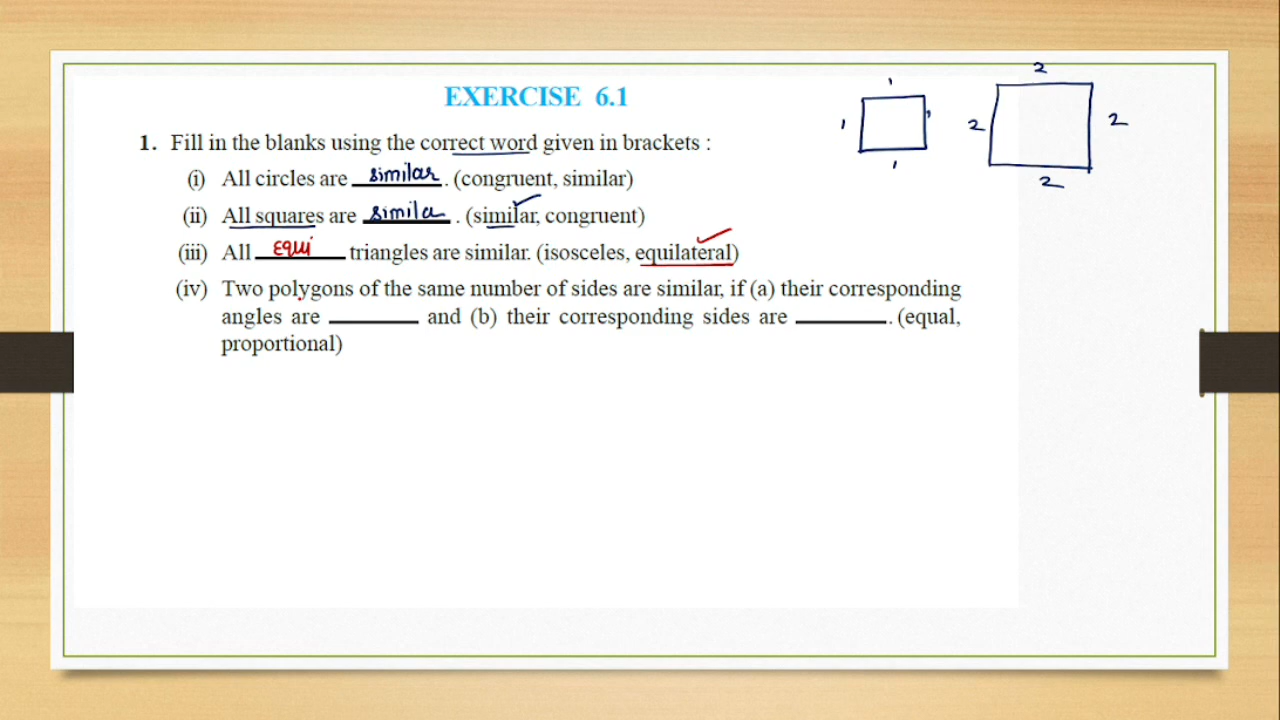 EXERCISE 6.1
1. Fill in the blanks using the correct word given in brackets :
(i) All circles are similar. (congruent, similar)
(ii) All squares are simila. (similar, congruent)
(iii) All equi triangles are similar. (isosceles, equilateral)
(iv) Two polygons of the same number of sides are similar, if (a) their corresponding
angles are ________ and (b) their corresponding sides are ________. (equal,
proportional)
1
1
1
1
2
2
2
2